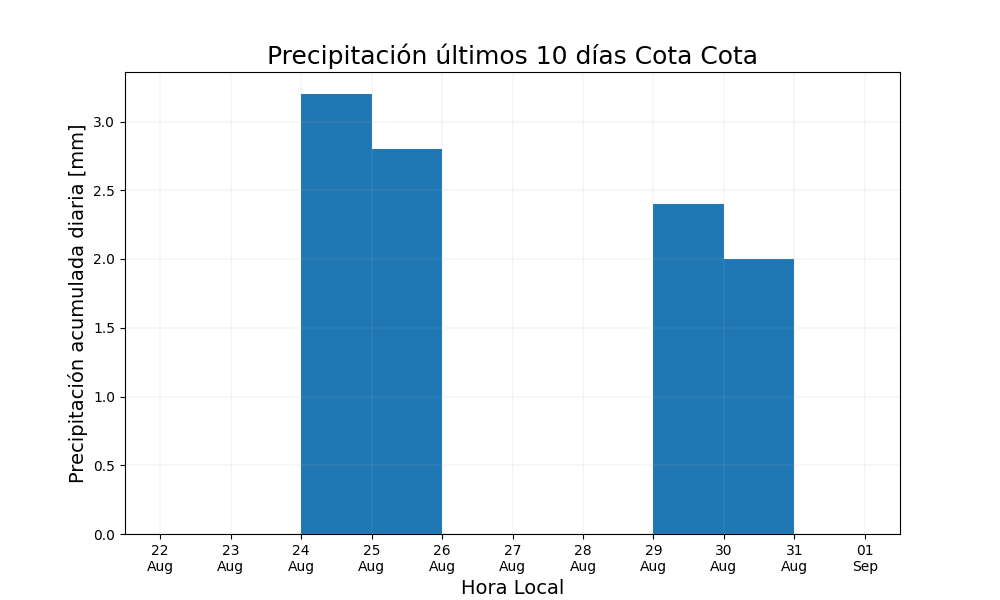 Precipitación últimos 10 días Cota Cota
Precipitación acumulada diaria [mm]
3.0
2.5
2.0
1.5
1.0
0.5
0.0
22 23 24 25 26 27 28 29 30 31 01
Aug Aug Aug Aug Aug Aug Aug Aug Aug Aug Sep
Hora Local